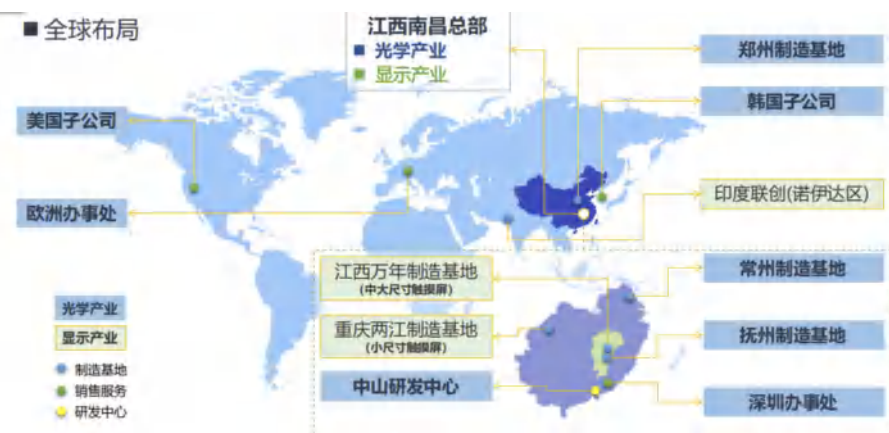 全球布局
江西南昌总部
光学产业
显示产业
郑州制造基地
韩国子公司
美国子公司
欧洲办事处
印度联创(诺伊达区)
江西万年制造基地
(中大尺寸触摸屏)
常州制造基地
重庆两江制造基地
(小尺寸触摸屏)
抚州制造基地
中山研发中心
深圳办事处
光学产业
显示产业
制造基地
销售服务
研发中心